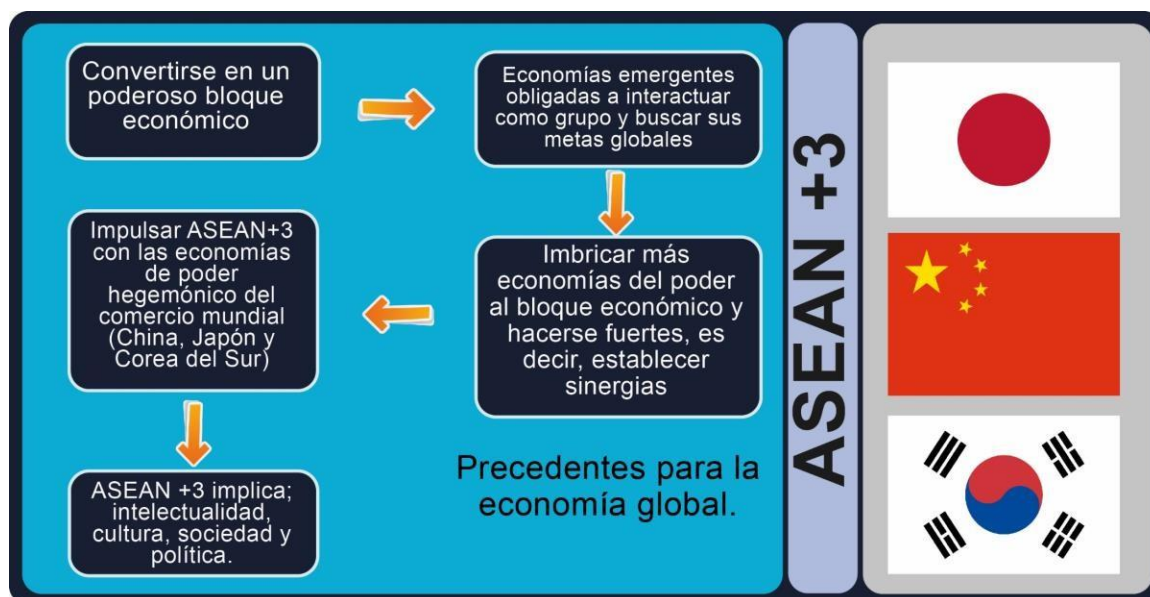 Convertirse en un
poderoso bloque
económico
Economías emergentes
obligadas a interactuar
como grupo y buscar sus
metas globales
Imbricar más
economías del poder
al bloque económico y
hacerse fuertes, es
decir, establecer
sinergias
Impulsar ASEAN+3
con las economías
de poder
hegemónico del
comercio mundial
(China, Japón y
Corea del Sur)
ASEAN +3 implica;
intelectualidad,
cultura, sociedad y
política.
Precedentes para la
economía global.
ASEAN +3